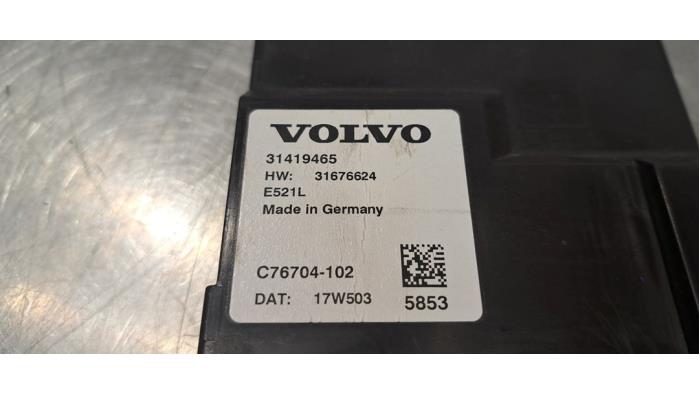 VOLVO
31419465
HW: 31676624
E521L
Made in Germany
C76704-102
DAT: 17W503
5853